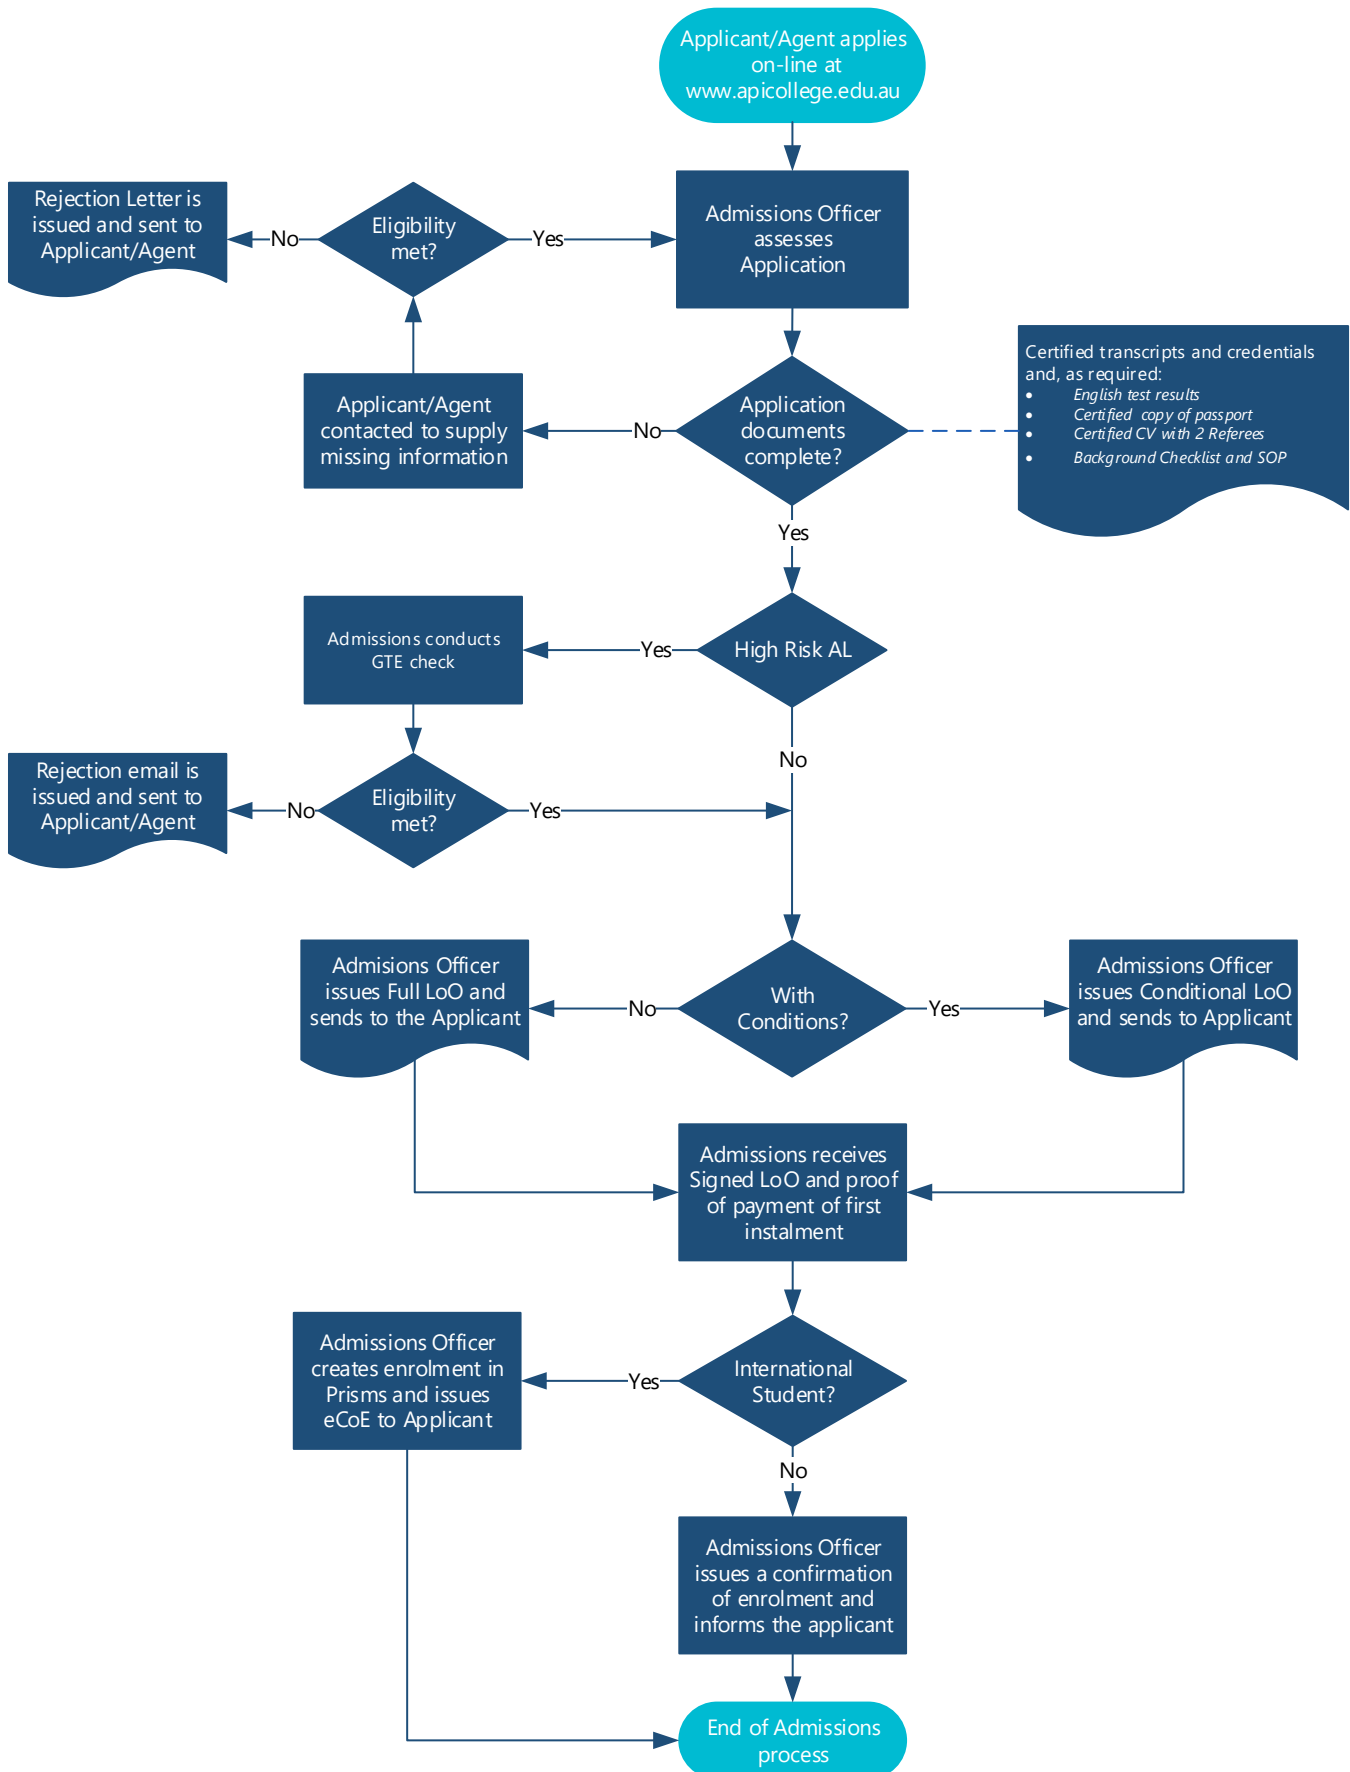 Applicant/Agent applies
on-line at
www.apicollege.edu.au
Rejection Letter is
issued and sent to
Applicant/Agent
No
Eligibility
met?
Yes
Admissions Officer
assesses
Application
Applicant/Agent
contacted to supply
missing information
No
Application
documents
complete?
Certified transcripts and credentials
and, as required:
• English test results
• Certified copy of passport
• Certified CV with 2 Referees
• Background Checklist and SOP
Yes
Admissions conducts
GTE check
Yes
High Risk AL
No
Rejection email is
issued and sent to
Applicant/Agent
No
Eligibility
met?
Yes
Admisions Officer
issues Full LoO and
sends to the Applicant
No
With
Conditions?
Yes
Admissions Officer
issues Conditional LoO
and sends to Applicant
Admissions receives
Signed LoO and proof
of payment of first
instalment
Admissions Officer
creates enrolment in
Prisms and issues
eCoE to Applicant
Yes
International
Student?
No
Admissions Officer
issues a confirmation
of enrolment and
informs the applicant
End of Admissions
process